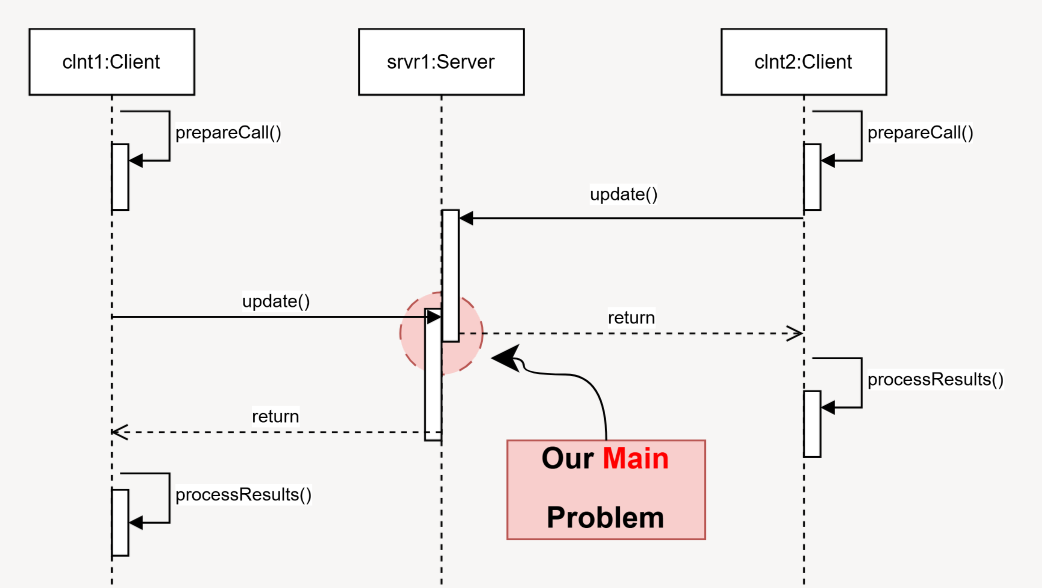 clnt1:Client
srvr1:Server
clnt2:Client
prepareCall()
prepareCall()
update()
update()
return
processResults()
return
Our Main
Problem
processResults()